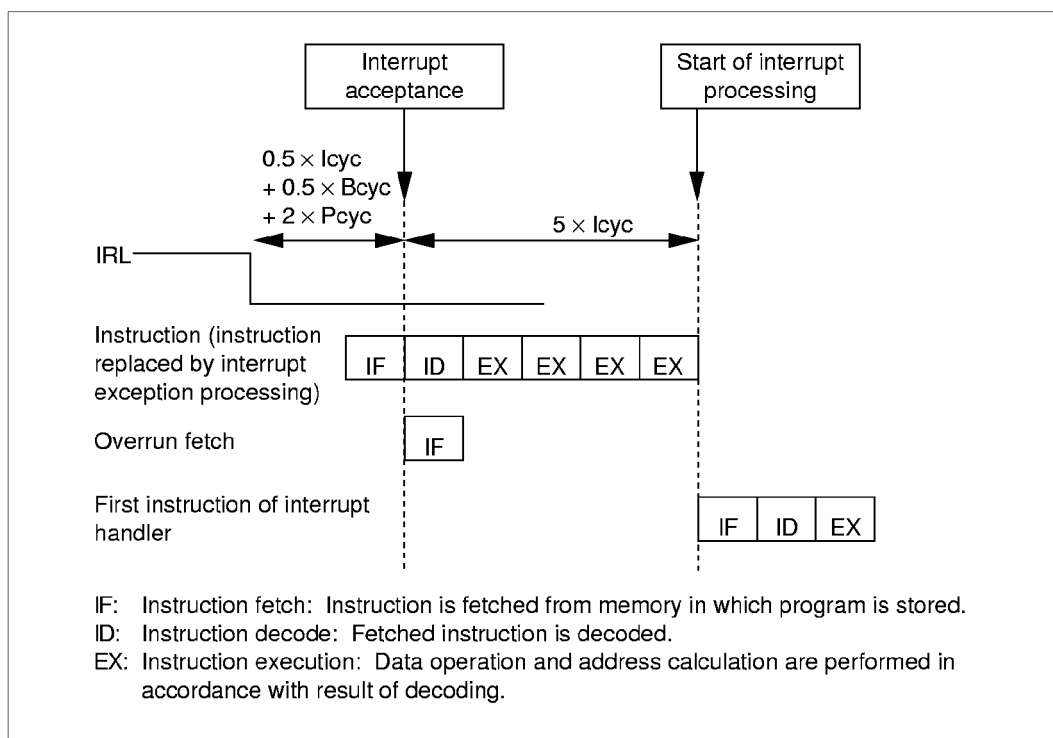 Interrupt
acceptance
Start of interrupt
processing
0.5 × Icyc
+ 0.5 × Bcyc
+ 2 × Pcyc
5 × Icyc
IRL
Instruction (instruction
replaced by interrupt
exception processing)
IF ID EX EX EX EX
Overrun fetch
IF
First instruction of interrupt
handler
IF ID EX
IF: Instruction fetch: Instruction is fetched from memory in which program is stored.
ID: Instruction decode: Fetched instruction is decoded.
EX: Instruction execution: Data operation and address calculation are performed in
accordance with result of decoding.